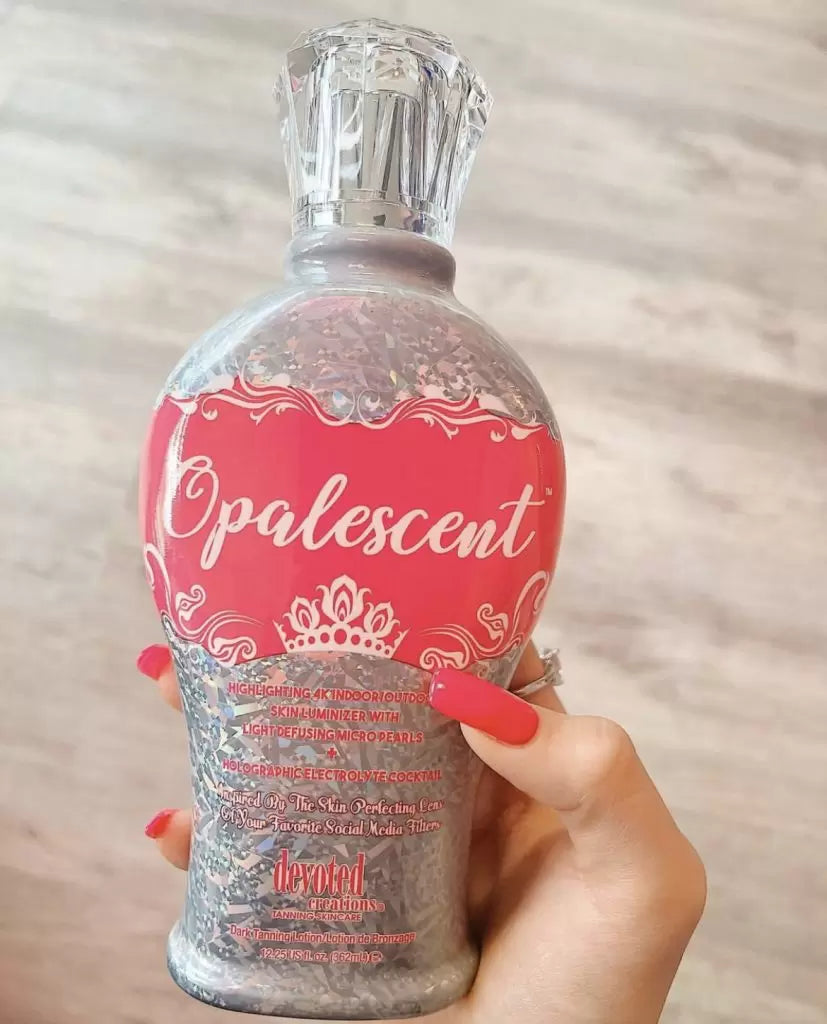 Opalescent™
HIGHLIGHTING 4K INDOOR/OUTDO
SKIN LUMINIZER WITH
LIGHT DEFUSING MICRO PEARLS
+
HOLOGRAPHIC ELECTROLYTE COCKTAIL
Inspired By The Skin Perfecting Lens
Of Your Favorite Social Media Filters
devoted
creations®
TANNING·SKINCARE
Dark Tanning Lotion/Lotion de Bronzage
12.25 US fl. oz. (362mL) ℮